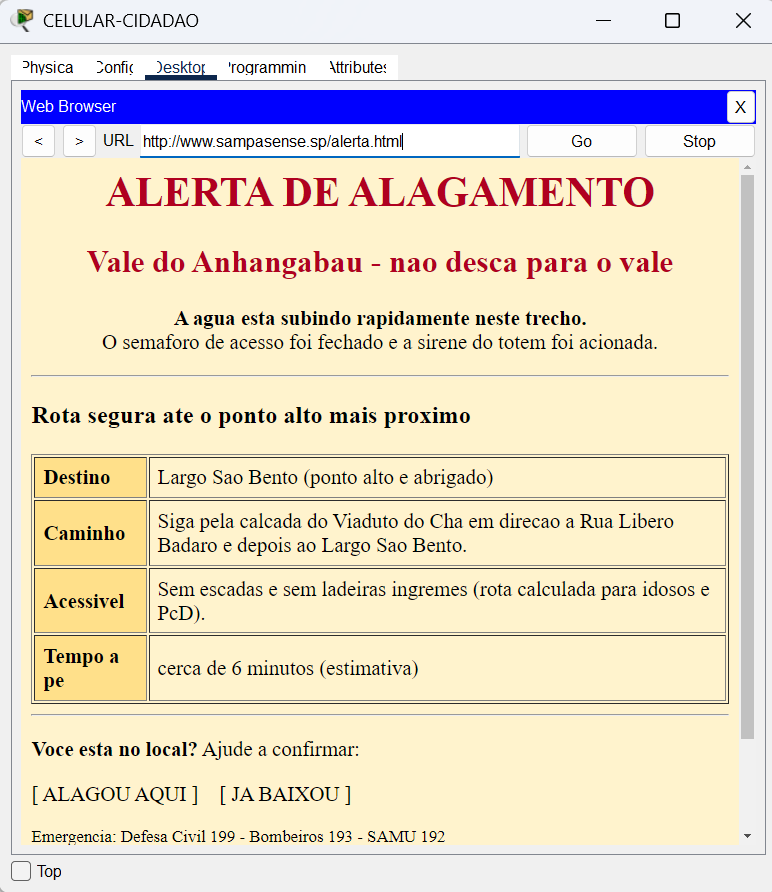 CELULAR-CIDADAO
Physica Config Desktop Programmin Attributes
Web Browser X
< > URL http://www.sampasense.sp/alerta.html Go Stop
ALERTA DE ALAGAMENTO
Vale do Anhangabau - nao desca para o vale
A agua esta subindo rapidamente neste trecho.
O semaforo de acesso foi fechado e a sirene do totem foi acionada.
Rota segura ate o ponto alto mais proximo
Destino Largo Sao Bento (ponto alto e abrigado)
Caminho Siga pela calcada do Viaduto do Cha em direcao a Rua Libero
Badaro e depois ao Largo Sao Bento.
Acessivel Sem escadas e sem ladeiras ingremes (rota calculada para idosos e
PcD).
Tempo a
pe cerca de 6 minutos (estimativa)
Voce esta no local? Ajude a confirmar:
[ ALAGOU AQUI ] [ JA BAIXOU ]
Emergencia: Defesa Civil 199 - Bombeiros 193 - SAMU 192
Top